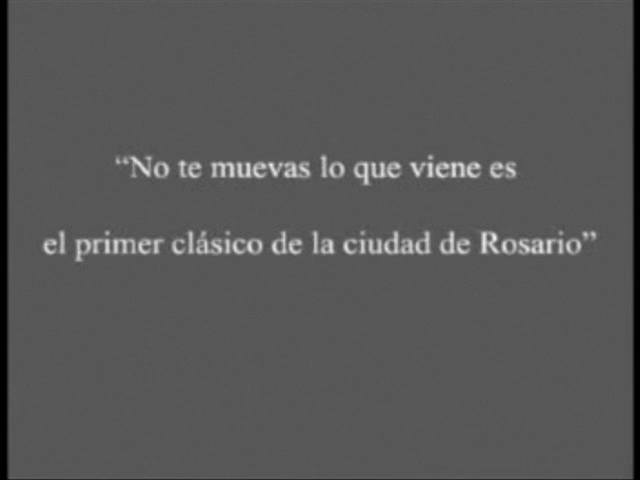 “No te muevas lo que viene es
el primer clásico de la ciudad de Rosario”